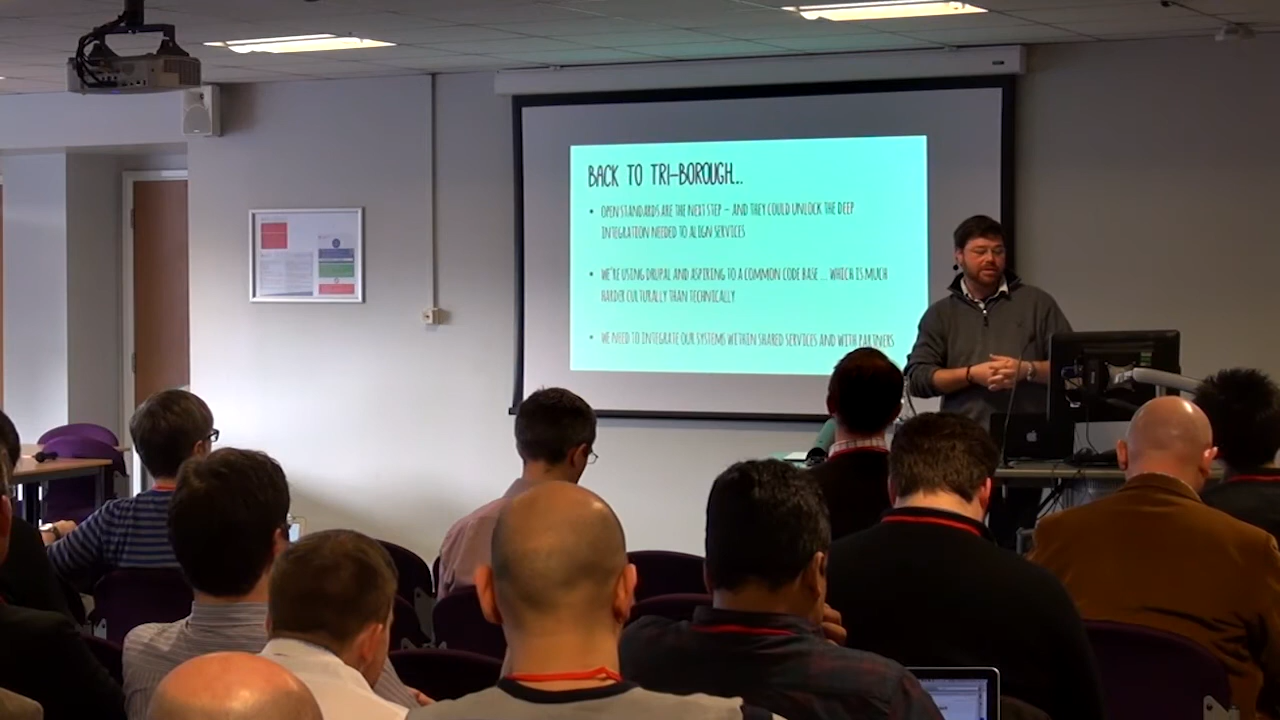 BACK TO TRI-BOROUGH...
• OPEN STANDARDS ARE THE NEXT STEP – AND THEY COULD UNLOCK THE DEEP
INTEGRATION NEEDED TO ALIGN SERVICES
• WE'RE USING DRUPAL AND ASPIRING TO A COMMON CODE BASE ... WHICH IS MUCH
HARDER CULTURALLY THAN TECHNICALLY
• WE NEED TO INTEGRATE OUR SYSTEMS WITHIN SHARED SERVICES AND WITH PARTNERS